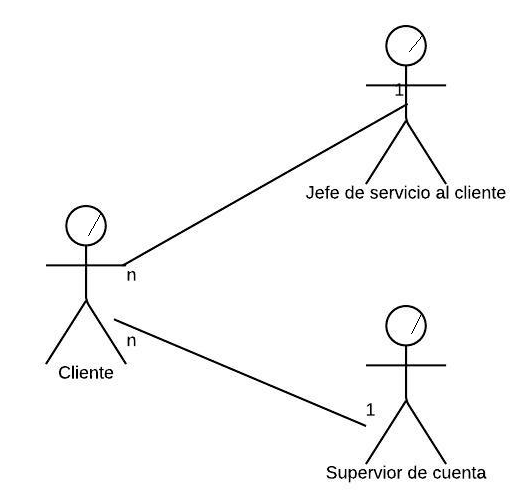 1
Jefe de servicio al cliente
n
n
Cliente
1
Supervior de cuenta